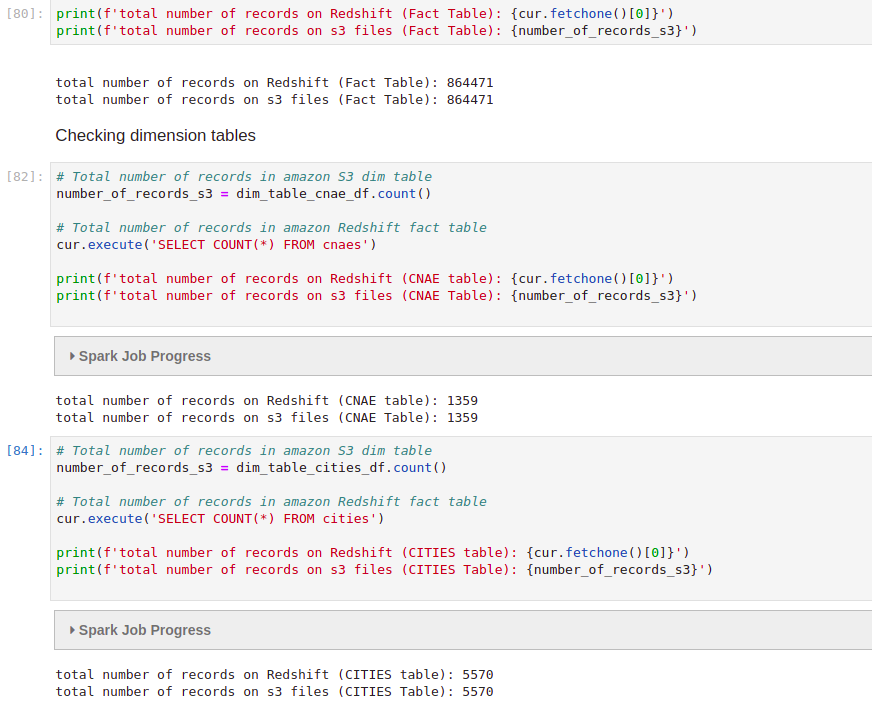 [80]: print(f'total number of records on Redshift (Fact Table): {cur.fetchone()[0]}')
print(f'total number of records on s3 files (Fact Table): {number_of_records_s3}')
total number of records on Redshift (Fact Table): 864471
total number of records on s3 files (Fact Table): 864471
Checking dimension tables
[82]: # Total number of records in amazon S3 dim table
number_of_records_s3 = dim_table_cnae_df.count()
# Total number of records in amazon Redshift fact table
cur.execute('SELECT COUNT(*) FROM cnaes')
print(f'total number of records on Redshift (CNAE table): {cur.fetchone()[0]}')
print(f'total number of records on s3 files (CNAE Table): {number_of_records_s3}')
Spark Job Progress
total number of records on Redshift (CNAE table): 1359
total number of records on s3 files (CNAE Table): 1359
[84]: # Total number of records in amazon S3 dim table
number_of_records_s3 = dim_table_cities_df.count()
# Total number of records in amazon Redshift fact table
cur.execute('SELECT COUNT(*) FROM cities')
print(f'total number of records on Redshift (CITIES table): {cur.fetchone()[0]}')
print(f'total number of records on s3 files (CITIES Table): {number_of_records_s3}')
Spark Job Progress
total number of records on Redshift (CITIES table): 5570
total number of records on s3 files (CITIES Table): 5570